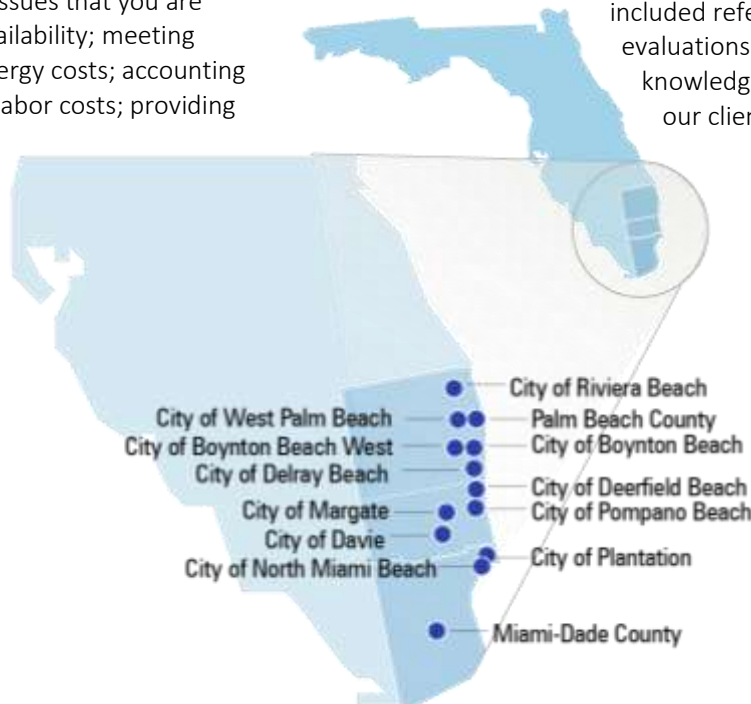 ssues that you are
ailability; meeting
ergy costs; accounting
labor costs; providing
included refe
evaluations
knowledg
our clien
City of Riviera Beach
City of West Palm Beach
Palm Beach County
City of Boynton Beach West
City of Boynton Beach
City of Delray Beach
City of Deerfield Beach
City of Margate
City of Pompano Beach
City of Davie
City of Plantation
City of North Miami Beach
Miami-Dade County